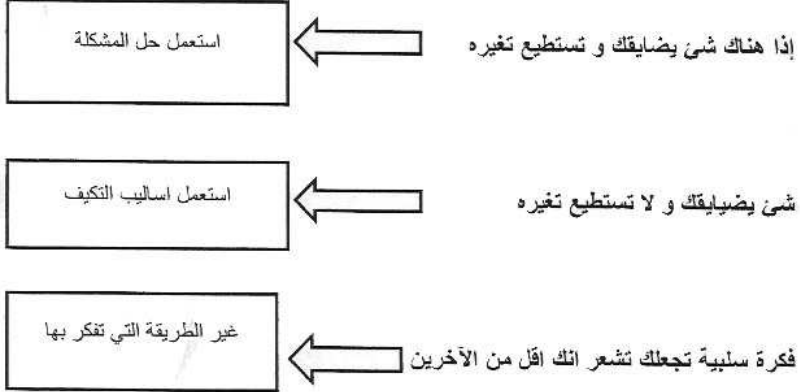 إذا هناك شئ يضايقك و تستطيع تغيره
استعمل حل المشكلة
شئ يضيايقك و لا تستطيع تغيره
استعمل اساليب التكيف
فكرة سلبية تجعلك تشعر انك اقل من الآخرين
غير الطريقة التي تفكر بها